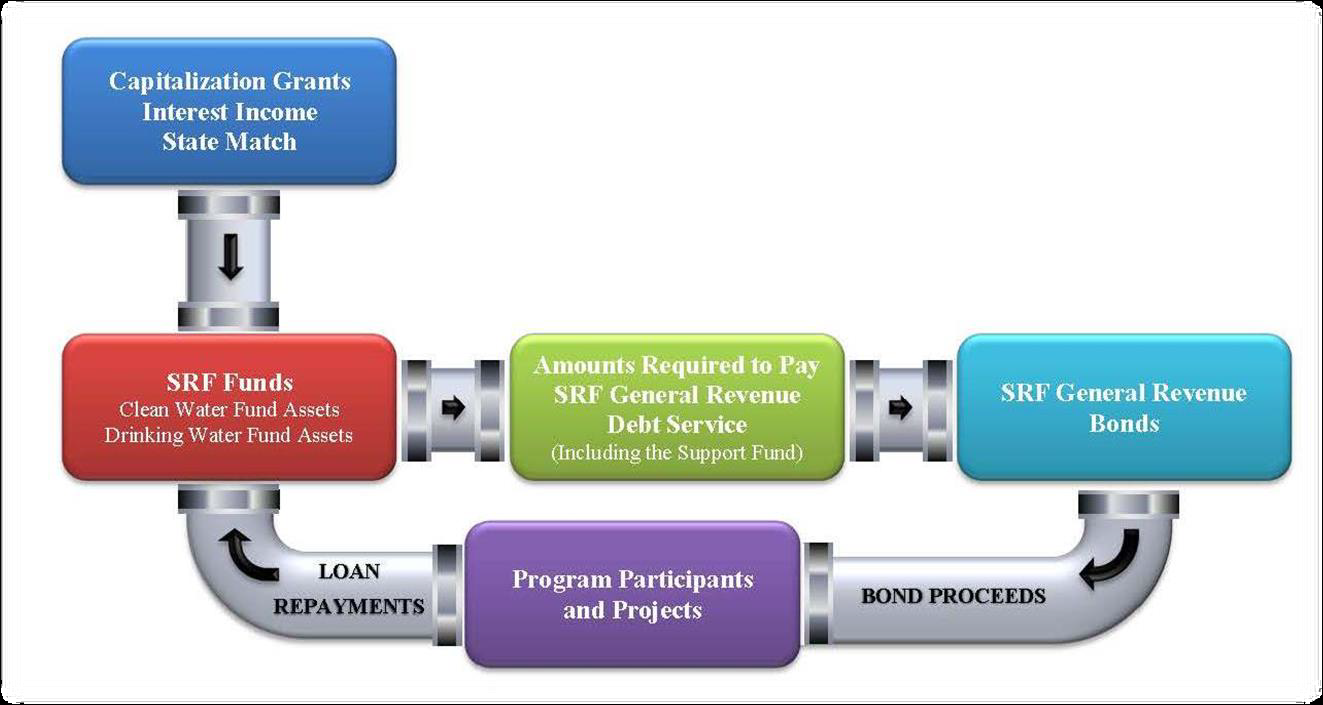 Capitalization Grants
Interest Income
State Match
SRF Funds
Clean Water Fund Assets
Drinking Water Fund Assets
Amounts Required to Pay
SRF General Revenue
Debt Service
(Including the Support Fund)
SRF General Revenue
Bonds
LOAN
REPAYMENTS
Program Participants
and Projects
BOND PROCEEDS